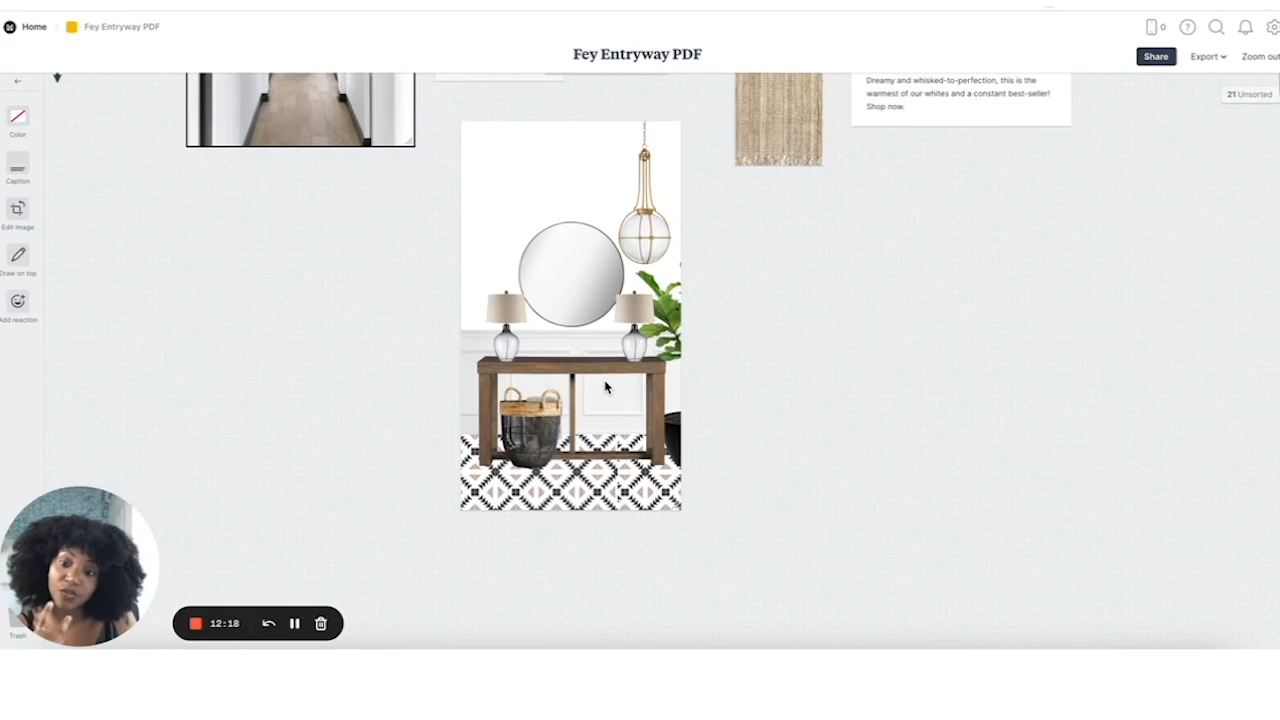 Home / Fey Entryway PDF
0
Fey Entryway PDF
Share
Export
Zoom out
Color
Caption
Edit image
Draw on top
Add reaction
Trash
Dreamy and whisked-to-perfection, this is the
warmest of our whites and a constant best-seller!
Shop now.
21 Unsorted
12:18